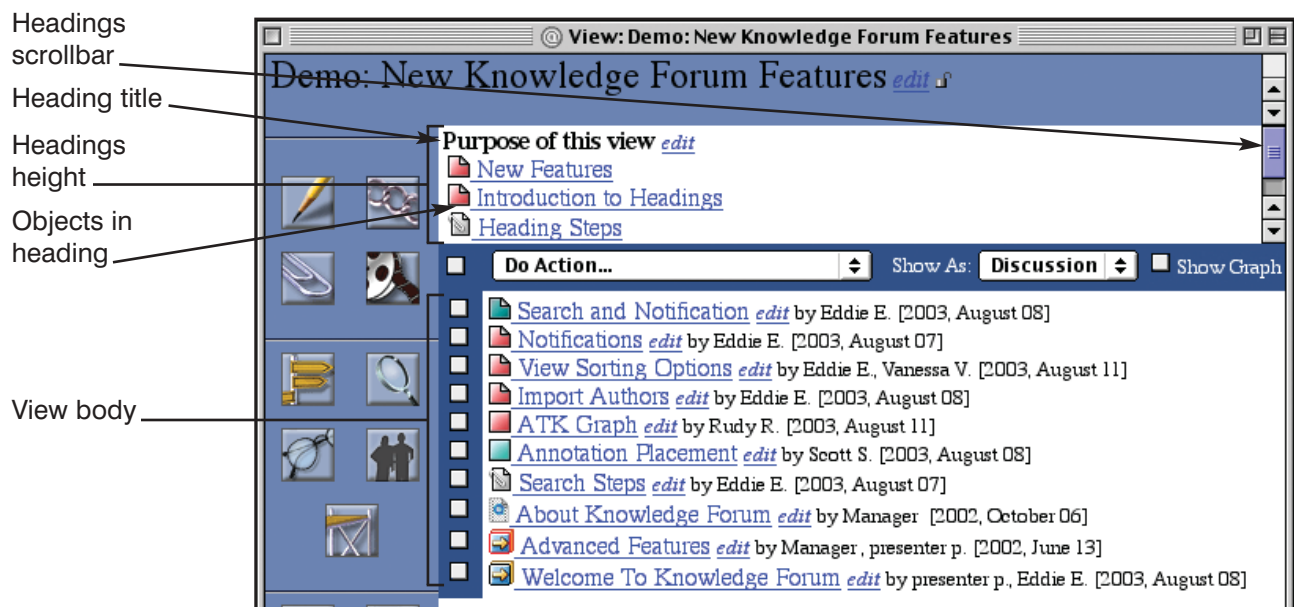 Headings
scrollbar
Heading title
Headings
height
Objects in
heading
View body
View: Demo: New Knowledge Forum Features
Demo: New Knowledge Forum Features edit
Purpose of this view edit
New Features
Introduction to Headings
Heading Steps
Do Action... Show As: Discussion Show Graph
Search and Notification edit by Eddie E. [2003, August 08]
Notifications edit by Eddie E. [2003, August 07]
View Sorting Options edit by Eddie E., Vanessa V. [2003, August 11]
Import Authors edit by Eddie E. [2003, August 08]
ATK Graph edit by Rudy R. [2003, August 11]
Annotation Placement edit by Scott S. [2003, August 08]
Search Steps edit by Eddie E. [2003, August 07]
About Knowledge Forum edit by Manager [2002, October 06]
Advanced Features edit by Manager, presenter p. [2002, June 13]
Welcome To Knowledge Forum edit by presenter p., Eddie E. [2003, August 08]